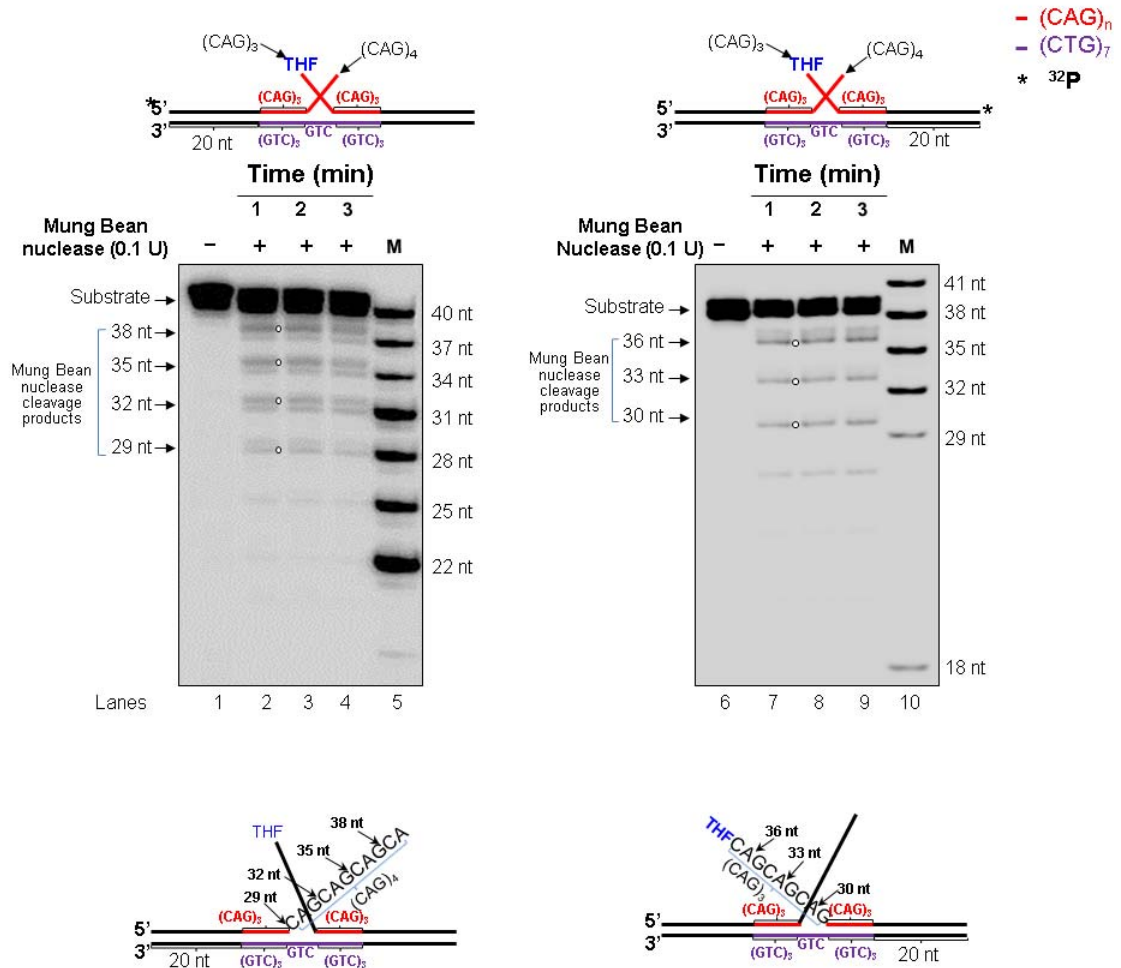 (CAG)₃
THF
(CAG)₄
(CAG)₃
(CAG)₃
*5’
3’
20 nt
(GTC)₃
GTC
(GTC)₃
(CAG)₃
THF
(CAG)₄
(CAG)₃
(CAG)₃
5’
*
3’
(GTC)₃
GTC
(GTC)₃
20 nt
– (CAG)n
– (CTG)₇
* ³²P
Time (min)
1 2 3
Mung Bean
nuclease (0.1 U) – + + + M
Substrate
38 nt
35 nt
32 nt
29 nt
Mung Bean
nuclease
cleavage
products
40 nt
37 nt
34 nt
31 nt
28 nt
25 nt
22 nt
Lanes 1 2 3 4 5
Time (min)
1 2 3
Mung Bean
Nuclease (0.1 U) – + + + M
Substrate
36 nt
33 nt
30 nt
Mung Bean
nuclease
cleavage
products
41 nt
38 nt
35 nt
32 nt
29 nt
18 nt
6 7 8 9 10
THF
38 nt
35 nt
32 nt
29 nt
CAGCAGCAGCA
(CAG)₄
(CAG)₃
(CAG)₃
5’
3’
20 nt
(GTC)₃
GTC
(GTC)₃
THFCAGCAGCAG
36 nt
33 nt
30 nt
(CAG)₃
(CAG)₃
(CAG)₃
5’
3’
(GTC)₃
GTC
(GTC)₃
20 nt